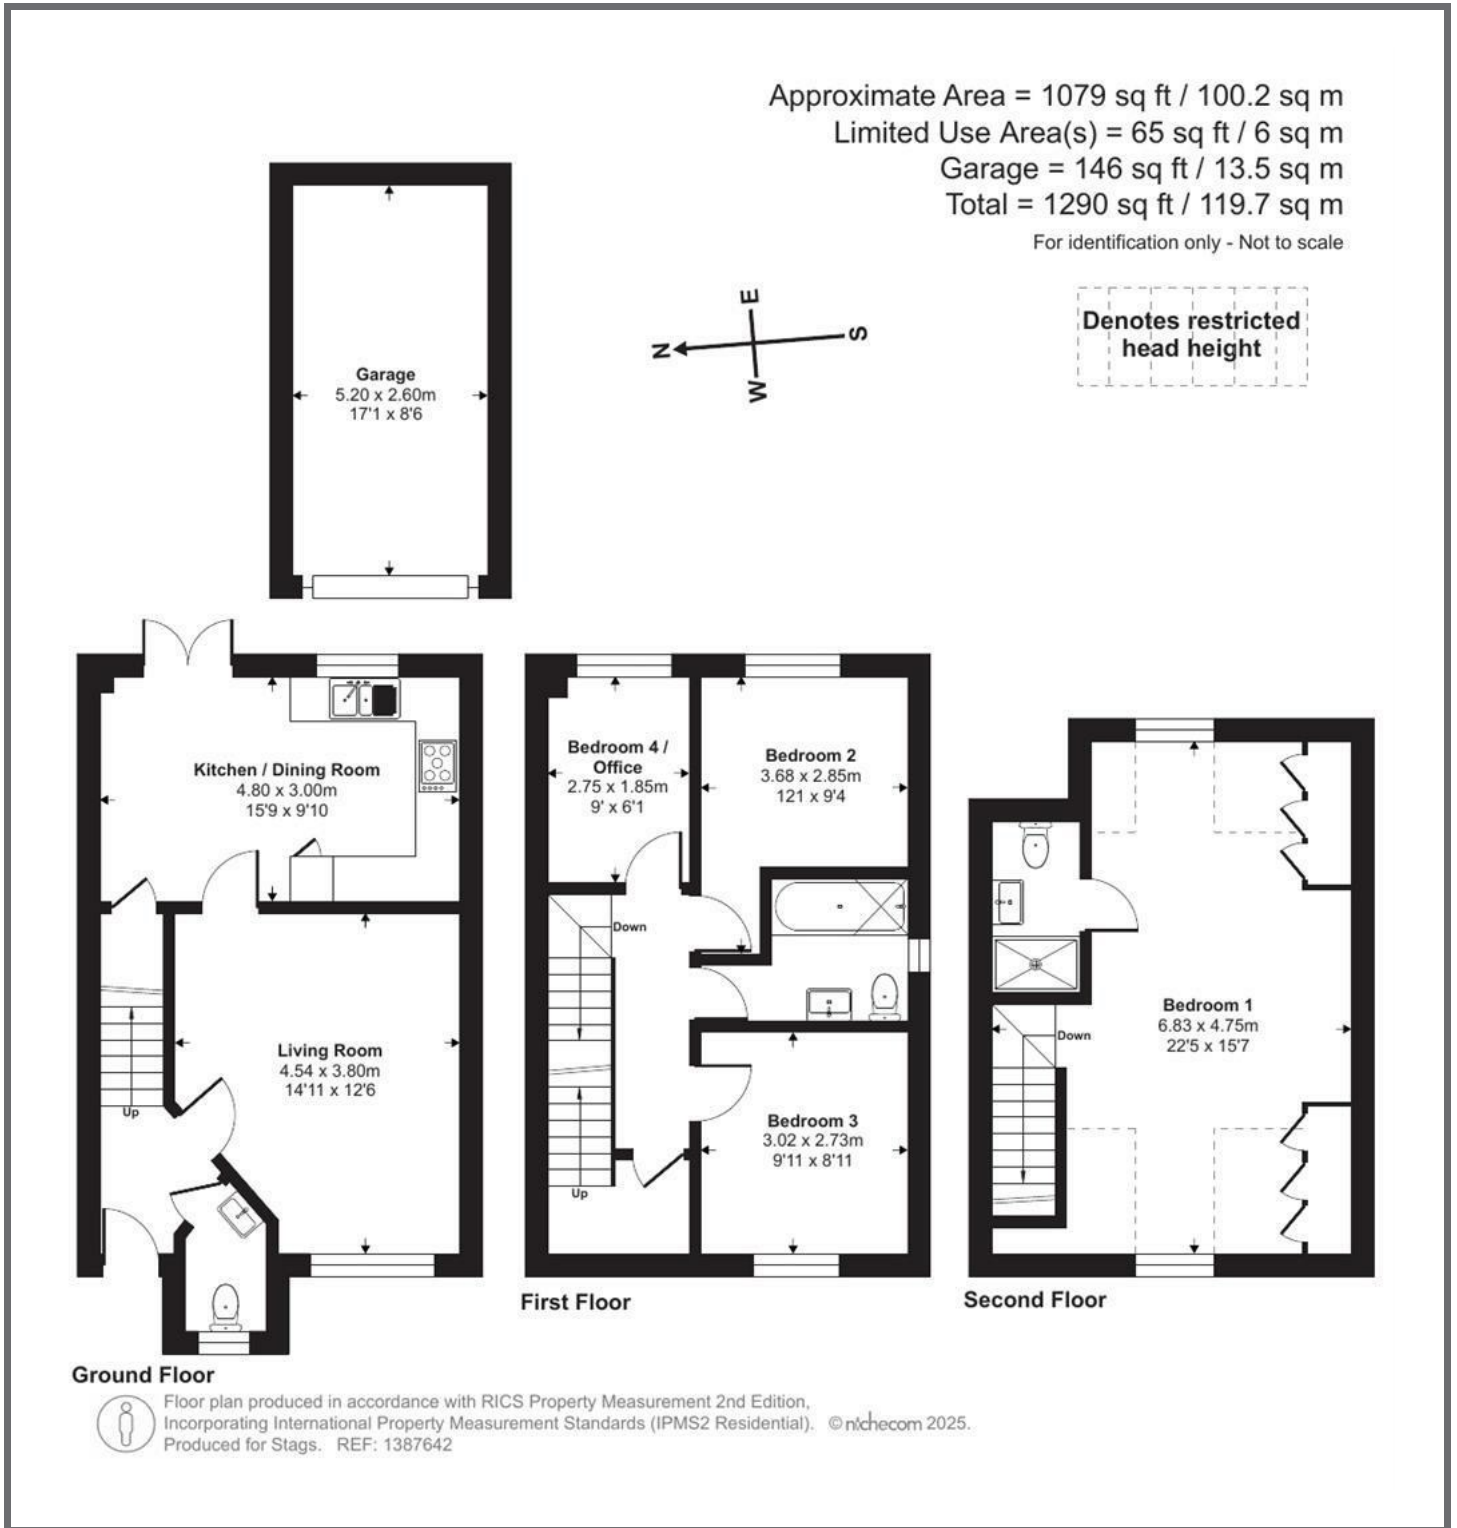 Approximate Area = 1079 sq ft / 100.2 sq m
Limited Use Area(s) = 65 sq ft / 6 sq m
Garage = 146 sq ft / 13.5 sq m
Total = 1290 sq ft / 119.7 sq m
For identification only - Not to scale
N
E
S
W
Denotes restricted
head height
Garage
5.20 x 2.60m
17'1 x 8'6
Kitchen / Dining Room
4.80 x 3.00m
15'9 x 9'10
Living Room
4.54 x 3.80m
14'11 x 12'6
Up
Ground Floor
Bedroom 4 /
Office
2.75 x 1.85m
9' x 6'1
Bedroom 2
3.68 x 2.85m
121 x 9'4
Down
Bedroom 3
3.02 x 2.73m
9'11 x 8'11
Up
First Floor
Bedroom 1
6.83 x 4.75m
22'5 x 15'7
Down
Second Floor
Floor plan produced in accordance with RICS Property Measurement 2nd Edition,
Incorporating International Property Measurement Standards (IPMS2 Residential). © nichecom 2025.
Produced for Stags. REF: 1387642